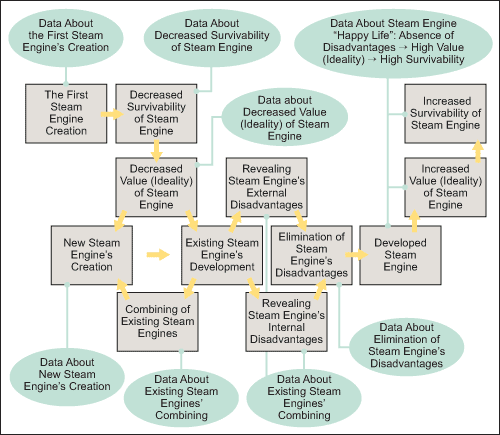 Data About
the First Steam
Engine's Creation
Data About
Decreased Survivability
of Steam Engine
Data About Steam Engine
"Happy Life": Absence of
Disadvantages → High Value
(Ideality) → High Survivability
The First
Steam
Engine
Creation
Decreased
Survivability
of Steam
Engine
Data about
Decreased Value
(Ideality) of Steam
Engine
Increased
Survivability of
Steam Engine
Decreased
Value (Ideality)
of Steam
Engine
Revealing
Steam Engine's
External
Disadvantages
Increased
Value (Ideality) of
Steam Engine
New Steam
Engine's
Creation
Existing Steam
Engine's
Development
Elimination of
Steam
Engine's
Disadvantages
Developed
Steam
Engine
Combining of
Existing Steam
Engines
Revealing
Steam Engine's
Internal
Disadvantages
Data About
New Steam
Engine's Creation
Data About
Existing Steam
Engines'
Combining
Data About
Existing Steam
Engines'
Combining
Data About
Elimination of
Steam Engine's
Disadvantages